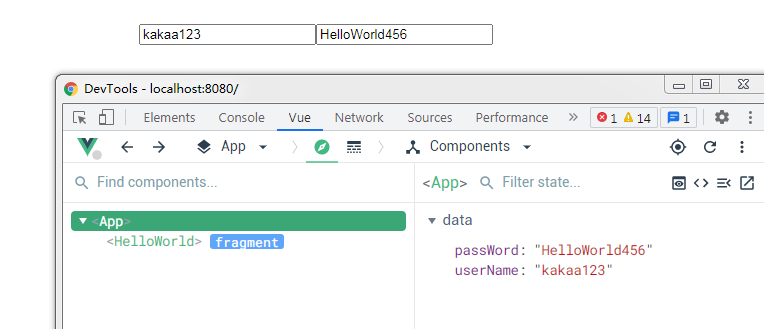 kakaa123 HelloWorld456
DevTools - localhost:8080/
Elements Console Vue Network Sources Performance » 1 14 1
App Components
Find components... <App> Filter state...
<App> data
<HelloWorld> fragment passWord: "HelloWorld456"
userName: "kakaa123"